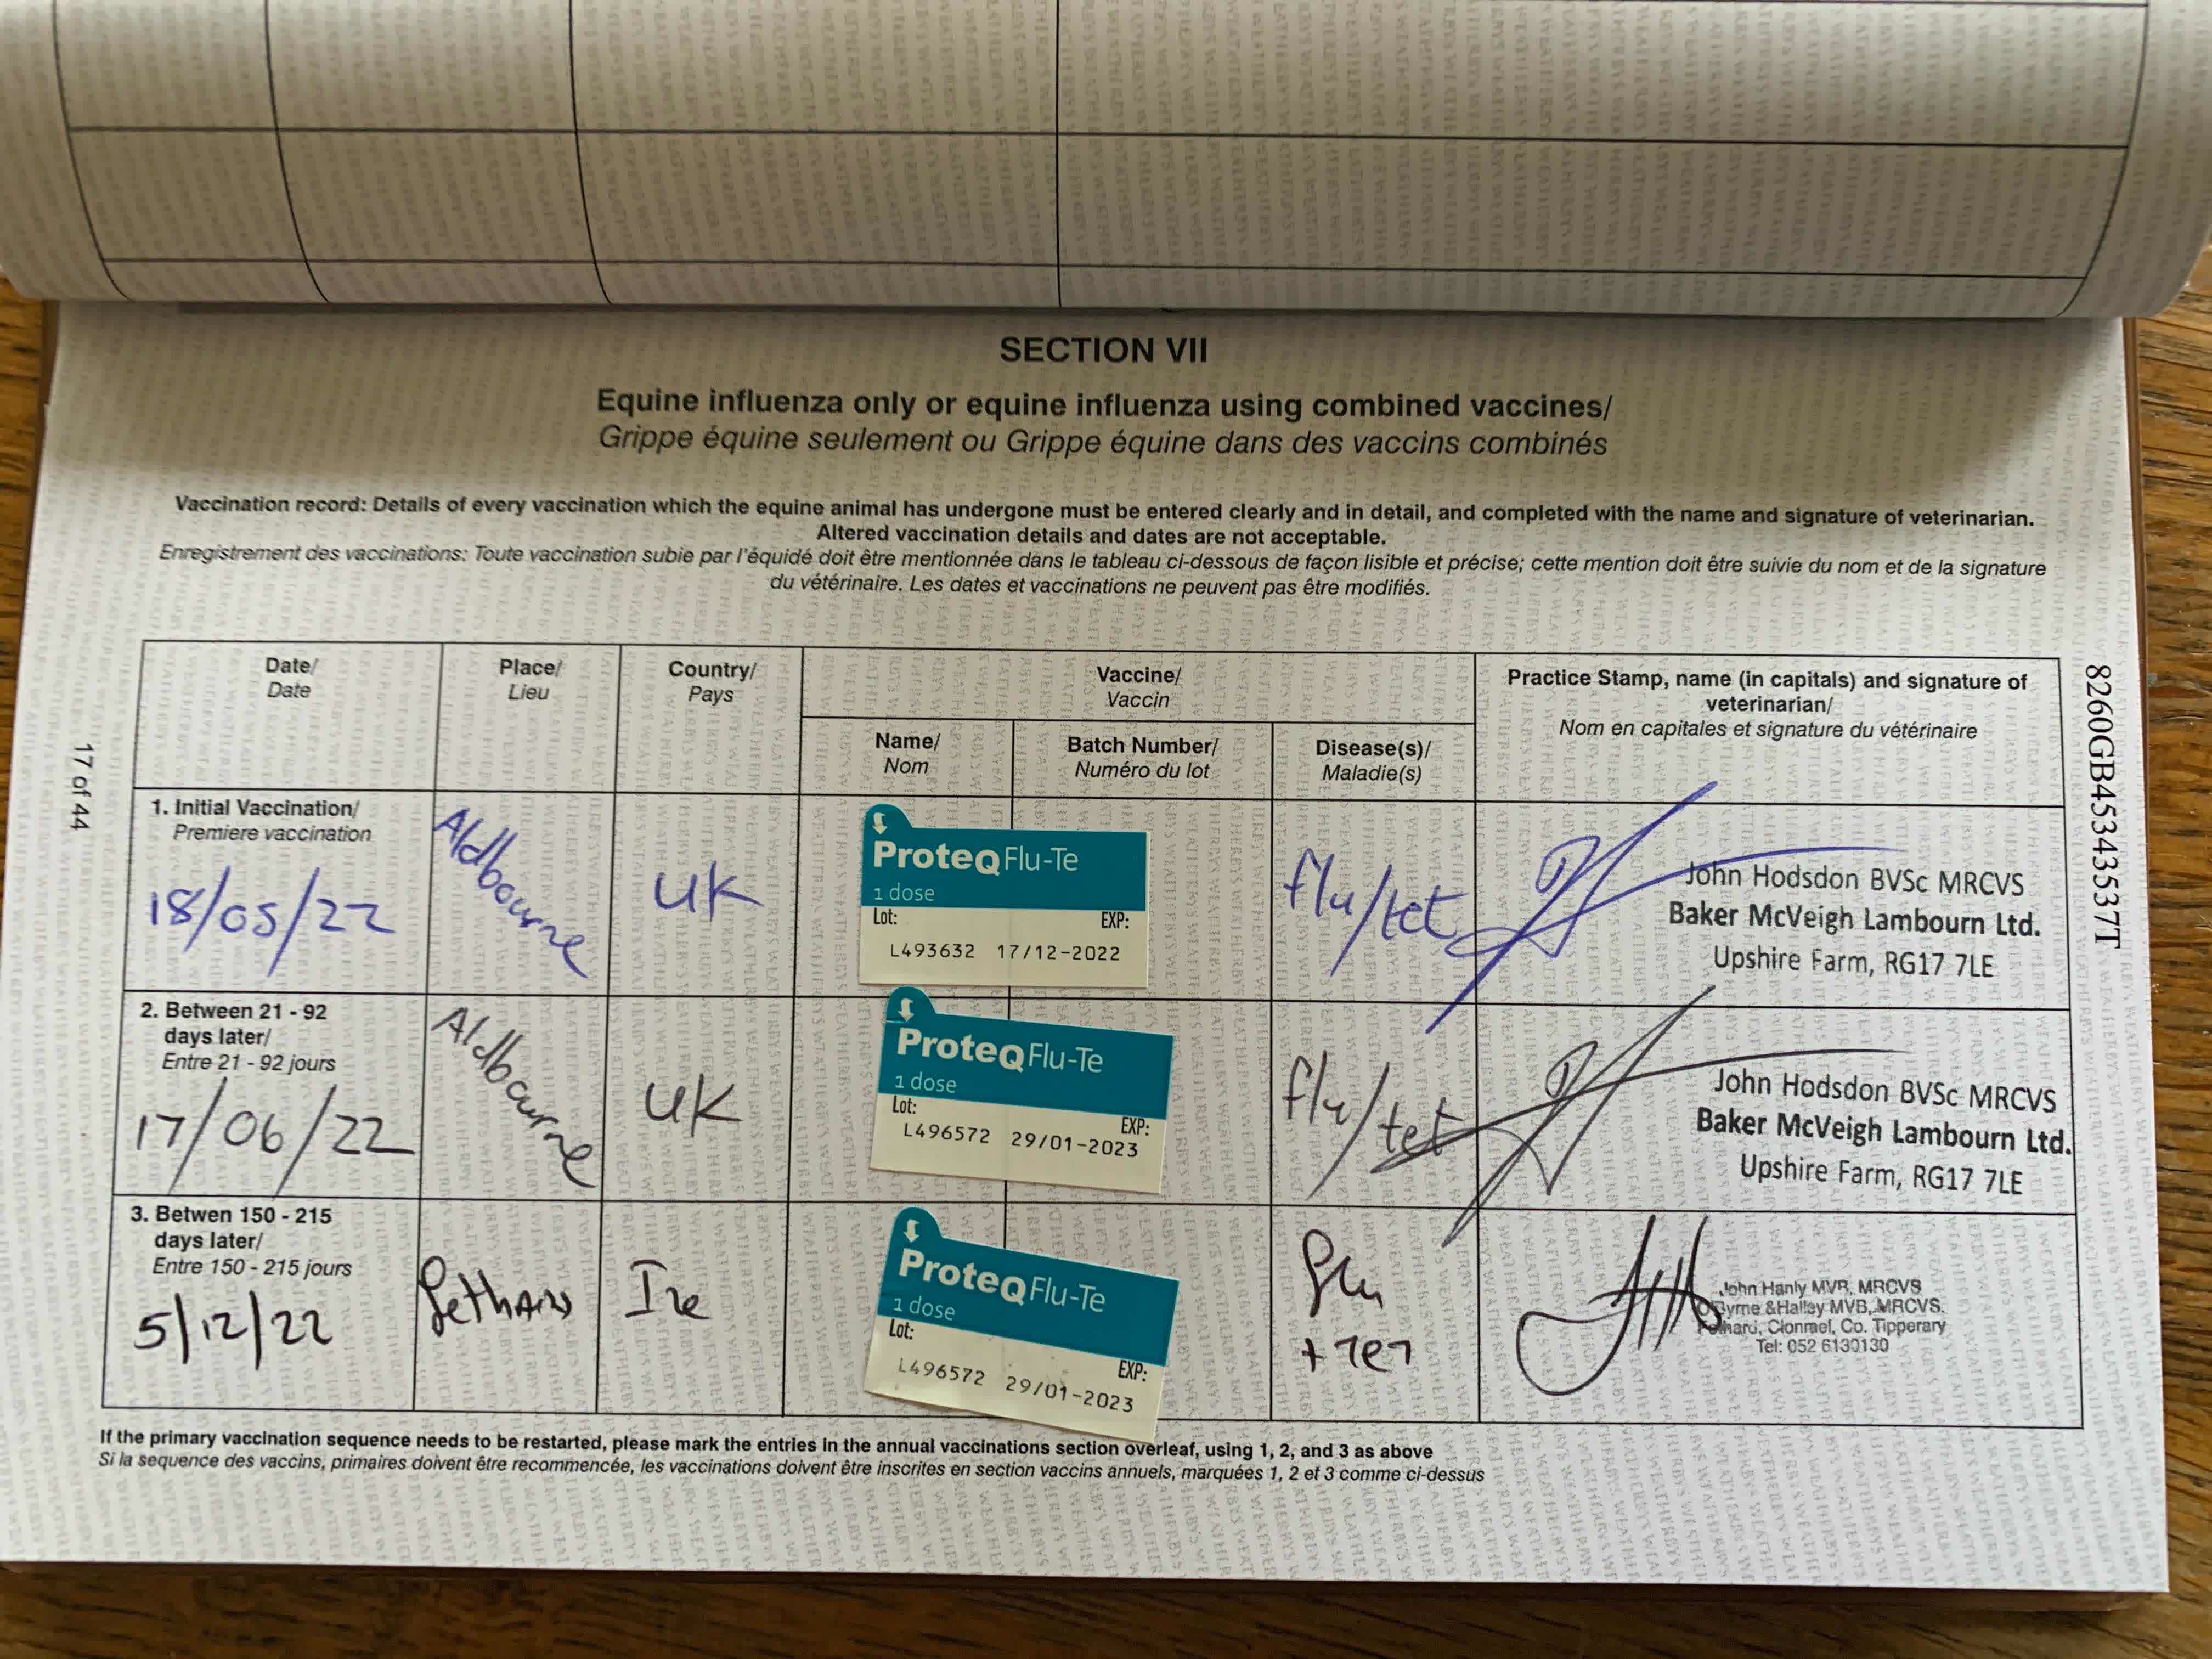 SECTION VII
Equine influenza only or equine influenza using combined vaccines/
Grippe équine seulement ou Grippe équine dans des vaccins combinés
Vaccination record: Details of every vaccination which the equine animal has undergone must be entered clearly and in detail, and completed with the name and signature of veterinarian.
Altered vaccination details and dates are not acceptable.
Enregistrement des vaccinations: Toute vaccination subie par l'équidé doit être mentionnée dans le tableau ci-dessous de façon lisible et précise; cette mention doit être suivie du nom et de la signature
du vétérinaire. Les dates et vaccinations ne peuvent pas être modifiés.
Date/
Date
Place/
Lieu
Country/
Pays
Vaccine/
Vaccin
Name/
Nom
Batch Number/
Numéro du lot
Disease(s)/
Maladie(s)
Practice Stamp, name (in capitals) and signature of
veterinarian/
Nom en capitales et signature du vétérinaire
1. Initial Vaccination/
Premiere vaccination
18/05/22
Aldbourne
UK
ProteqFlu-Te
1 dose
Lot: EXP:
L493632 17/12-2022
flu/tet
John Hodsdon BVSc MRCVS
Baker McVeigh Lambourn Ltd.
Upshire Farm, RG17 7LE
2. Between 21 - 92
days later/
Entre 21 - 92 jours
17/06/22
Aldbourne
UK
ProteqFlu-Te
1 dose
Lot: EXP:
L496572 29/01-2023
flu/tet
John Hodsdon BVSc MRCVS
Baker McVeigh Lambourn Ltd.
Upshire Farm, RG17 7LE
3. Betwen 150 - 215
days later/
Entre 150 - 215 jours
5/12/22
Ire
ProteqFlu-Te
1 dose
Lot: EXP:
L496572 29/01-2023
Flu
+ Tet
John Hanly MVB, MRCVS
&Halley MVB, MRCVS.
Clonmel, Co. Tipperary
Tel: 052 6130130
If the primary vaccination sequence needs to be restarted, please mark the entries in the annual vaccinations section overleaf, using 1, 2, and 3 as above
Si la sequence des vaccins, primaires doivent être recommencée, les vaccinations doivent être inscrites en section vaccins annuels, marquées 1, 2 et 3 comme ci-dessus
17 of 44
8260GB45343537T